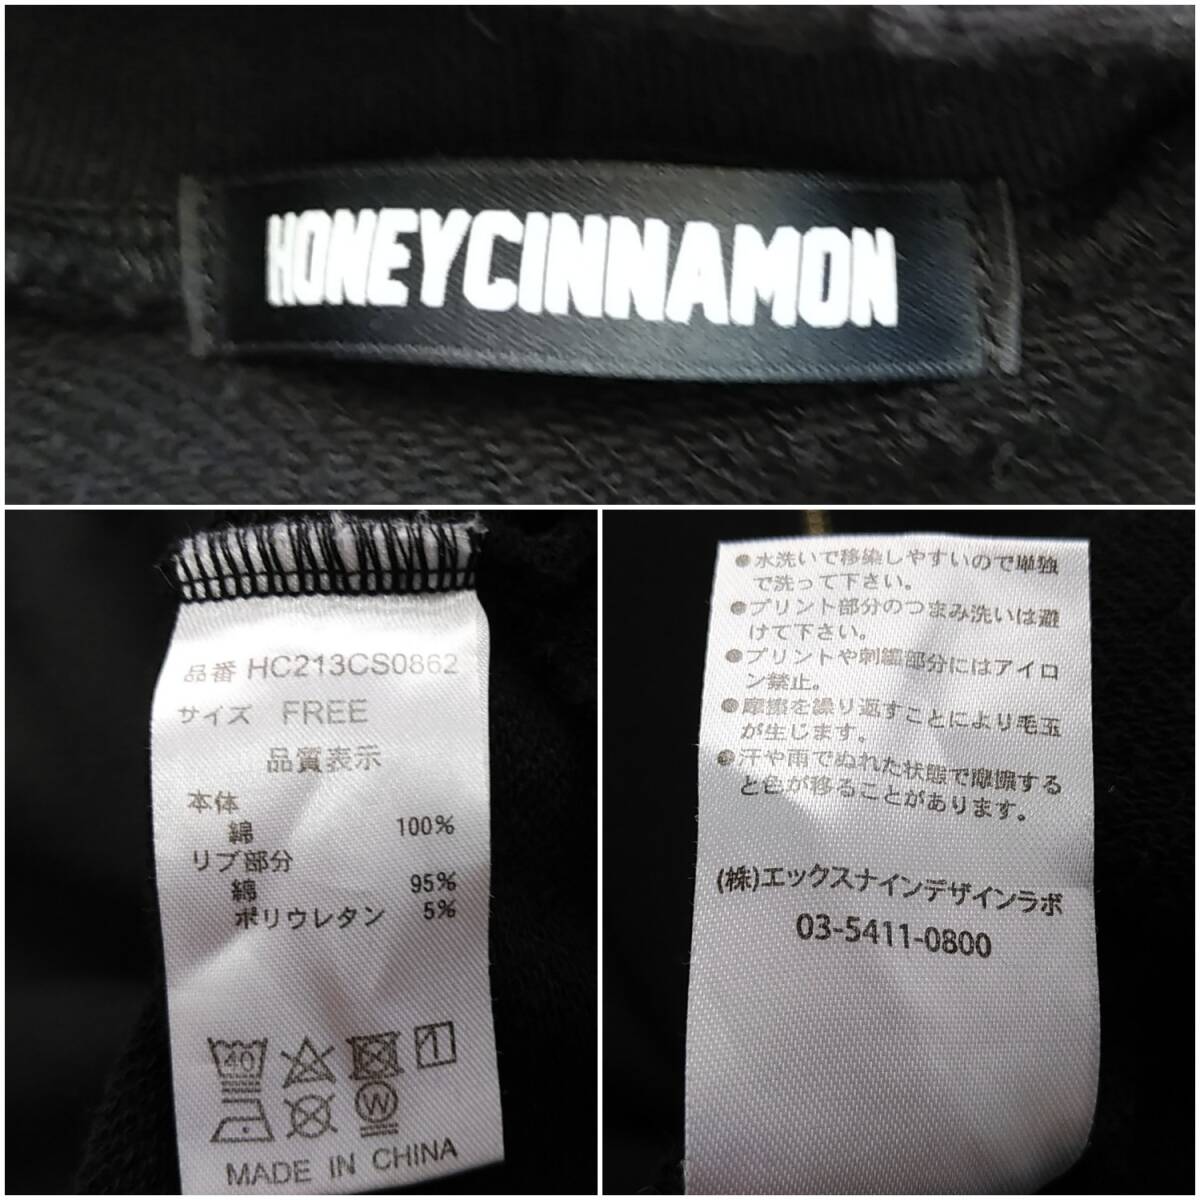 HONEYCINNAMON
品番 HC213CS0862
サイズ FREE
品質表示
本体
綿 100%
リブ部分
綿 95%
ポリウレタン 5%
40
W
MADE IN CHINA
●水洗いで移染しやすいので単独
で洗って下さい。
●プリント部分のつまみ洗いは避
けて下さい。
●プリントや刺繍部分にはアイロ
ン禁止。
●摩擦を繰り返すことにより毛玉
が生じます。
●汗や雨でぬれた状態で摩擦する
と色が移ることがあります。
(株)エックスナインデザインラボ
03-5411-0800